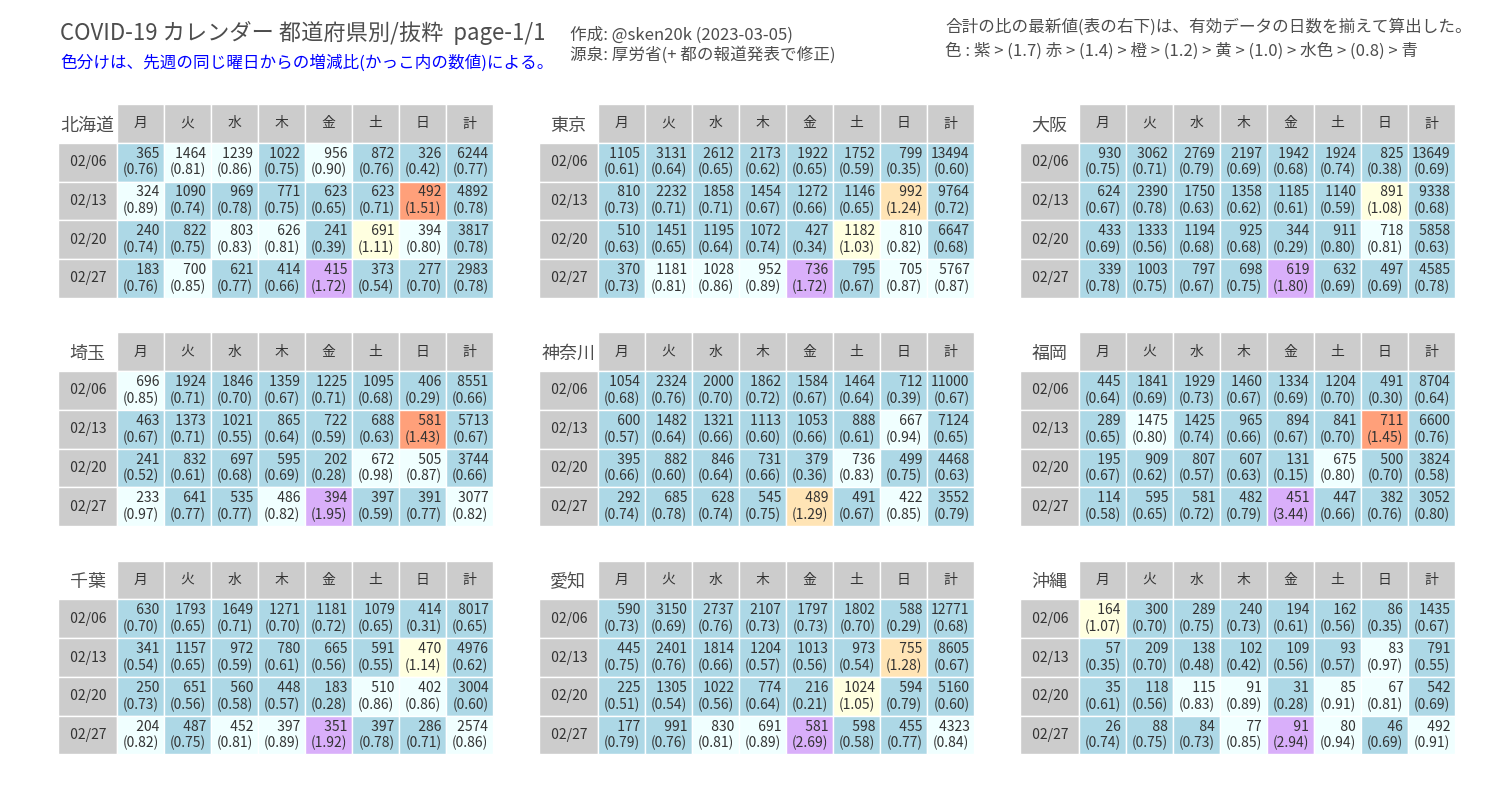 COVID-19 カレンダー 都道府県別/抜粋 page-1/1
作成: @sken20k (2023-03-05)
合計の比の最新値(表の右下)は、有効データの日数を揃えて算出した。
色分けは、先週の同じ曜日からの増減比(かっこ内の数値)による。
源泉: 厚労省(+ 都の報道発表で修正)
色 : 紫 > (1.7) 赤 > (1.4) 橙 > (1.2) > 黄 > (1.0) > 水色 > (0.8) > 青
北海道 月 火 水 木 金 土 日 計
02/06 365 1464 1239 1022 956 872 326 6244
(0.76) (0.81) (0.86) (0.75) (0.90) (0.76) (0.42) (0.77)
02/13 324 1090 969 771 623 623 492 4892
(0.89) (0.74) (0.78) (0.75) (0.65) (0.71) (1.51) (0.78)
02/20 240 822 803 626 241 691 394 3817
(0.74) (0.75) (0.83) (0.81) (0.39) (1.11) (0.80) (0.78)
02/27 183 700 621 414 415 373 277 2983
(0.76) (0.85) (0.77) (0.66) (1.72) (0.54) (0.70) (0.78)
東京 月 火 水 木 金 土 日 計
02/06 1105 3131 2612 2173 1922 1752 799 13494
(0.61) (0.64) (0.65) (0.62) (0.65) (0.59) (0.35) (0.60)
02/13 810 2232 1858 1454 1272 1146 992 9764
(0.73) (0.71) (0.71) (0.67) (0.66) (0.65) (1.24) (0.72)
02/20 510 1451 1195 1072 427 1182 810 6647
(0.63) (0.65) (0.64) (0.74) (0.34) (1.03) (0.82) (0.68)
02/27 370 1181 1028 952 736 795 705 5767
(0.73) (0.81) (0.86) (0.89) (1.72) (0.67) (0.87) (0.87)
大阪 月 火 水 木 金 土 日 計
02/06 930 3062 2769 2197 1942 1924 825 13649
(0.75) (0.71) (0.79) (0.69) (0.68) (0.74) (0.38) (0.69)
02/13 624 2390 1750 1358 1185 1140 891 9338
(0.67) (0.78) (0.63) (0.62) (0.61) (0.59) (1.08) (0.68)
02/20 433 1333 1194 925 344 911 718 5858
(0.69) (0.56) (0.68) (0.68) (0.29) (0.80) (0.81) (0.63)
02/27 339 1003 797 698 619 632 497 4585
(0.78) (0.75) (0.67) (0.75) (1.80) (0.69) (0.69) (0.78)
埼玉 月 火 水 木 金 土 日 計
02/06 696 1924 1846 1359 1225 1095 406 8551
(0.85) (0.71) (0.70) (0.67) (0.71) (0.68) (0.29) (0.66)
02/13 463 1373 1021 865 722 688 581 5713
(0.67) (0.71) (0.55) (0.64) (0.59) (0.63) (1.43) (0.67)
02/20 241 832 697 595 202 672 505 3744
(0.52) (0.61) (0.68) (0.69) (0.28) (0.98) (0.87) (0.66)
02/27 233 641 535 486 394 397 391 3077
(0.97) (0.77) (0.77) (0.82) (1.95) (0.59) (0.77) (0.82)
神奈川 月 火 水 木 金 土 日 計
02/06 1054 2324 2000 1862 1584 1464 712 11000
(0.68) (0.76) (0.70) (0.72) (0.67) (0.64) (0.39) (0.67)
02/13 600 1482 1321 1113 1053 888 667 7124
(0.57) (0.64) (0.66) (0.60) (0.66) (0.61) (0.94) (0.65)
02/20 395 882 846 731 379 736 499 4468
(0.66) (0.60) (0.64) (0.66) (0.36) (0.83) (0.75) (0.63)
02/27 292 685 628 545 489 491 422 3552
(0.74) (0.78) (0.74) (0.75) (1.29) (0.67) (0.85) (0.79)
福岡 月 火 水 木 金 土 日 計
02/06 445 1841 1929 1460 1334 1204 491 8704
(0.64) (0.69) (0.73) (0.67) (0.69) (0.70) (0.30) (0.64)
02/13 289 1475 1425 965 894 841 711 6600
(0.65) (0.80) (0.74) (0.66) (0.67) (0.70) (1.45) (0.76)
02/20 195 909 807 607 131 675 500 3824
(0.67) (0.62) (0.57) (0.63) (0.15) (0.80) (0.70) (0.58)
02/27 114 595 581 482 451 447 382 3052
(0.58) (0.65) (0.72) (0.79) (3.44) (0.66) (0.76) (0.80)
千葉 月 火 水 木 金 土 日 計
02/06 630 1793 1649 1271 1181 1079 414 8017
(0.70) (0.65) (0.71) (0.70) (0.72) (0.65) (0.31) (0.65)
02/13 341 1157 972 780 665 591 470 4976
(0.54) (0.65) (0.59) (0.61) (0.56) (0.55) (1.14) (0.62)
02/20 250 651 560 448 183 510 402 3004
(0.73) (0.56) (0.58) (0.57) (0.28) (0.86) (0.86) (0.60)
02/27 204 487 452 397 351 397 286 2574
(0.82) (0.75) (0.81) (0.89) (1.92) (0.78) (0.71) (0.86)
愛知 月 火 水 木 金 土 日 計
02/06 590 3150 2737 2107 1797 1802 588 12771
(0.73) (0.69) (0.76) (0.73) (0.73) (0.70) (0.29) (0.68)
02/13 445 2401 1814 1204 1013 973 755 8605
(0.75) (0.76) (0.66) (0.57) (0.56) (0.54) (1.28) (0.67)
02/20 225 1305 1022 774 216 1024 594 5160
(0.51) (0.54) (0.56) (0.64) (0.21) (1.05) (0.79) (0.60)
02/27 177 991 830 691 581 598 455 4323
(0.79) (0.76) (0.81) (0.89) (2.69) (0.58) (0.77) (0.84)
沖縄 月 火 水 木 金 土 日 計
02/06 164 300 289 240 194 162 86 1435
(1.07) (0.70) (0.75) (0.73) (0.61) (0.56) (0.35) (0.67)
02/13 57 209 138 102 109 93 83 791
(0.35) (0.70) (0.48) (0.42) (0.56) (0.57) (0.97) (0.55)
02/20 35 118 115 91 31 85 67 542
(0.61) (0.56) (0.83) (0.89) (0.28) (0.91) (0.81) (0.69)
02/27 26 88 84 77 91 80 46 492
(0.74) (0.75) (0.73) (0.85) (2.94) (0.94) (0.69) (0.91)